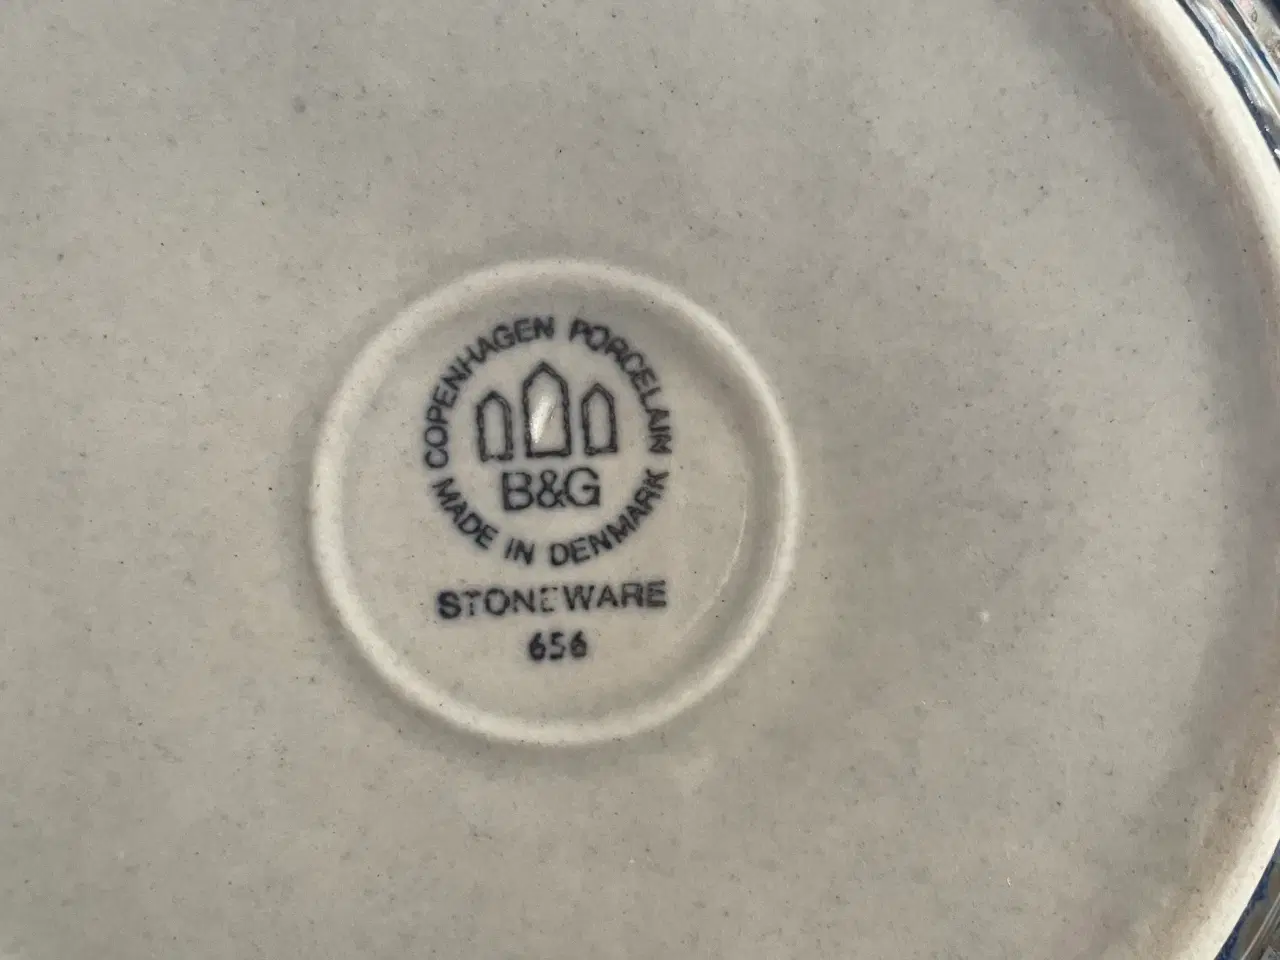 COPENHAGEN PORCELAIN
B&G
MADE IN DENMARK
STONEWARE
656